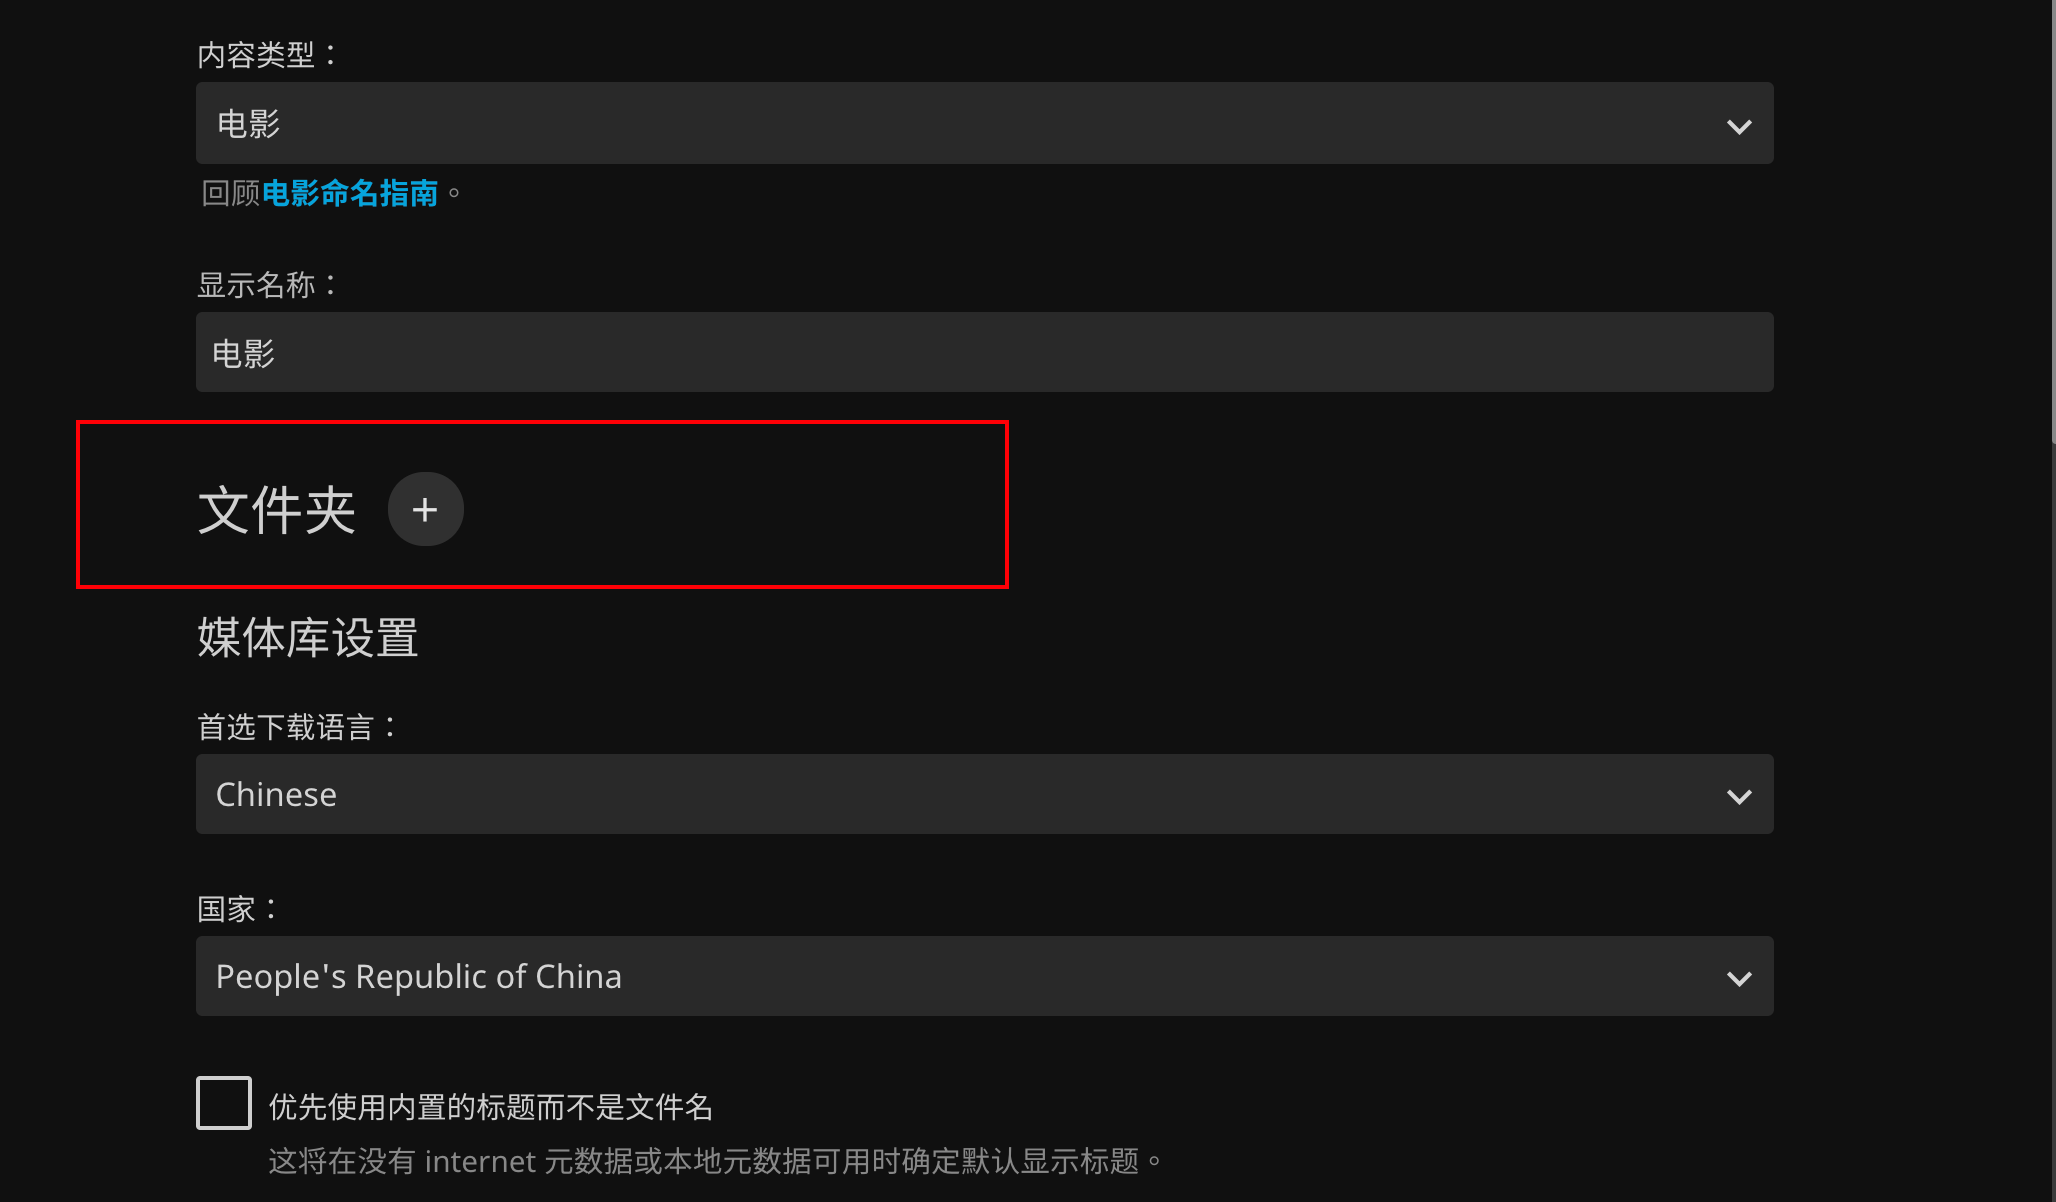 内容类型：
电影
回顾电影命名指南。
显示名称：
电影
文件夹 +
媒体库设置
首选下载语言：
Chinese
国家：
People's Republic of China
优先使用内置的标题而不是文件名
这将在没有 internet 元数据或本地元数据可用时确定默认显示标题。